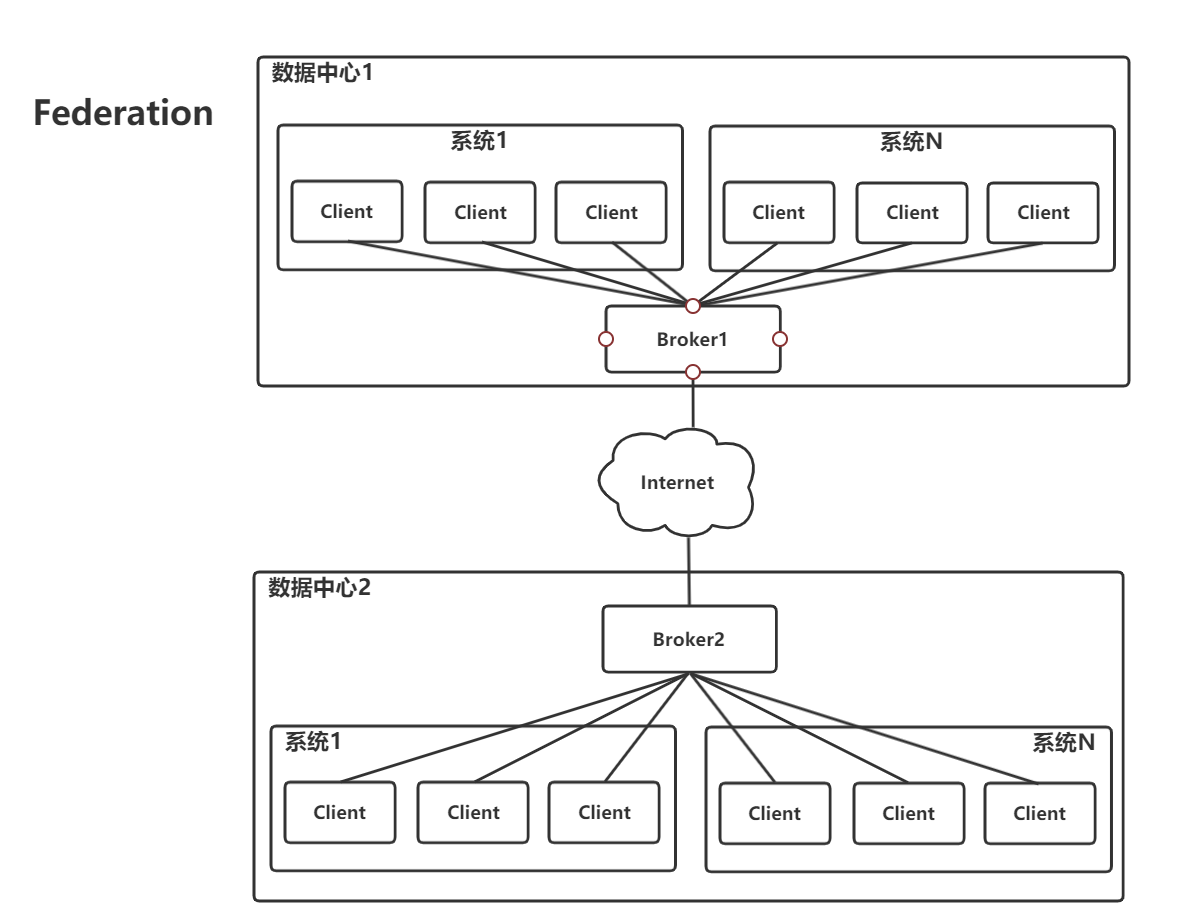 数据中心1
Federation
系统1
系统N
Client
Client
Client
Client
Client
Client
Broker1
Internet
数据中心2
Broker2
系统1
系统N
Client
Client
Client
Client
Client
Client